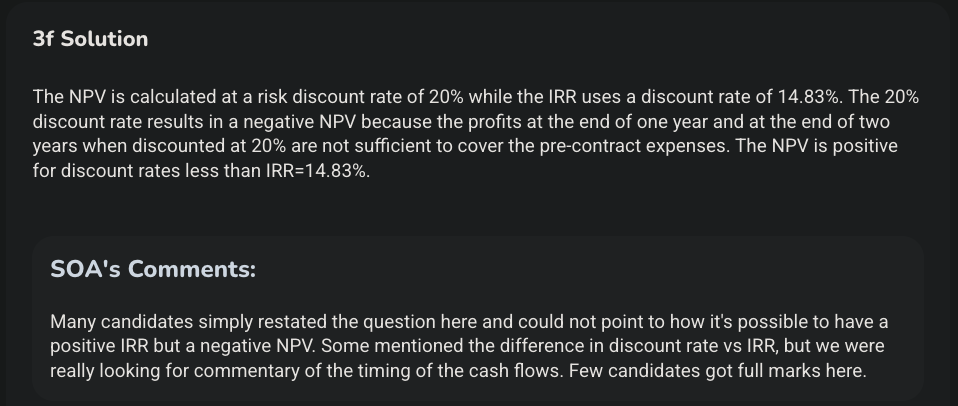 3f Solution
The NPV is calculated at a risk discount rate of 20% while the IRR uses a discount rate of 14.83%. The 20%
discount rate results in a negative NPV because the profits at the end of one year and at the end of two
years when discounted at 20% are not sufficient to cover the pre-contract expenses. The NPV is positive
for discount rates less than IRR=14.83%.
SOA's Comments:
Many candidates simply restated the question here and could not point to how it's possible to have a
positive IRR but a negative NPV. Some mentioned the difference in discount rate vs IRR, but we were
really looking for commentary of the timing of the cash flows. Few candidates got full marks here.